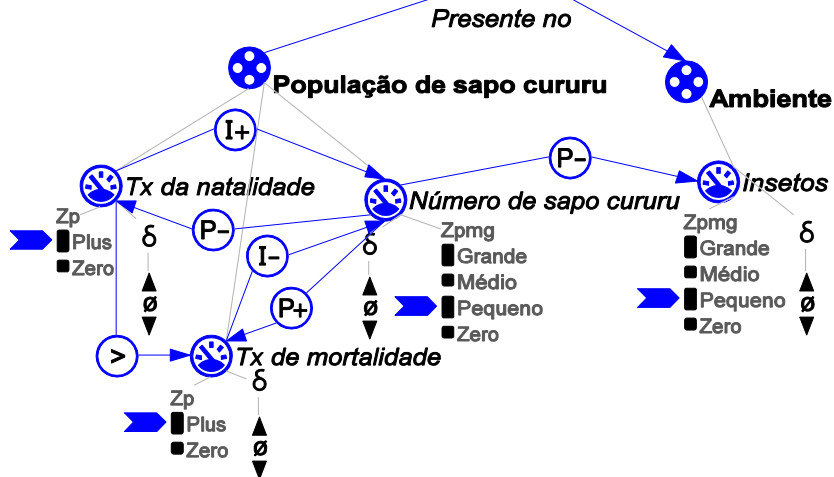 Presente no
População de sapo cururu
Ambiente
I+
P−
Tx da natalidade
Número de sapo cururu
Insetos
Zp
Plus
Zero
δ
ø
P−
I−
P+
δ
ø
Zpmg
Grande
Médio
Pequeno
Zero
Zpmg
Grande
Médio
Pequeno
Zero
δ
ø
>
Tx de mortalidade
Zp
Plus
Zero
δ
ø